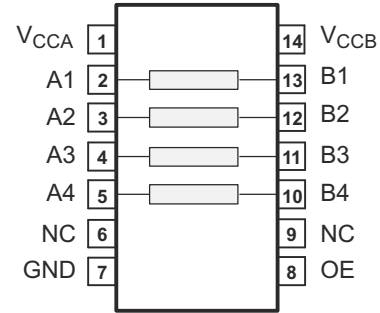 VCCA 1 14 VCCB
A1 2 13 B1
A2 3 12 B2
A3 4 11 B3
A4 5 10 B4
NC 6 9 NC
GND 7 8 OE